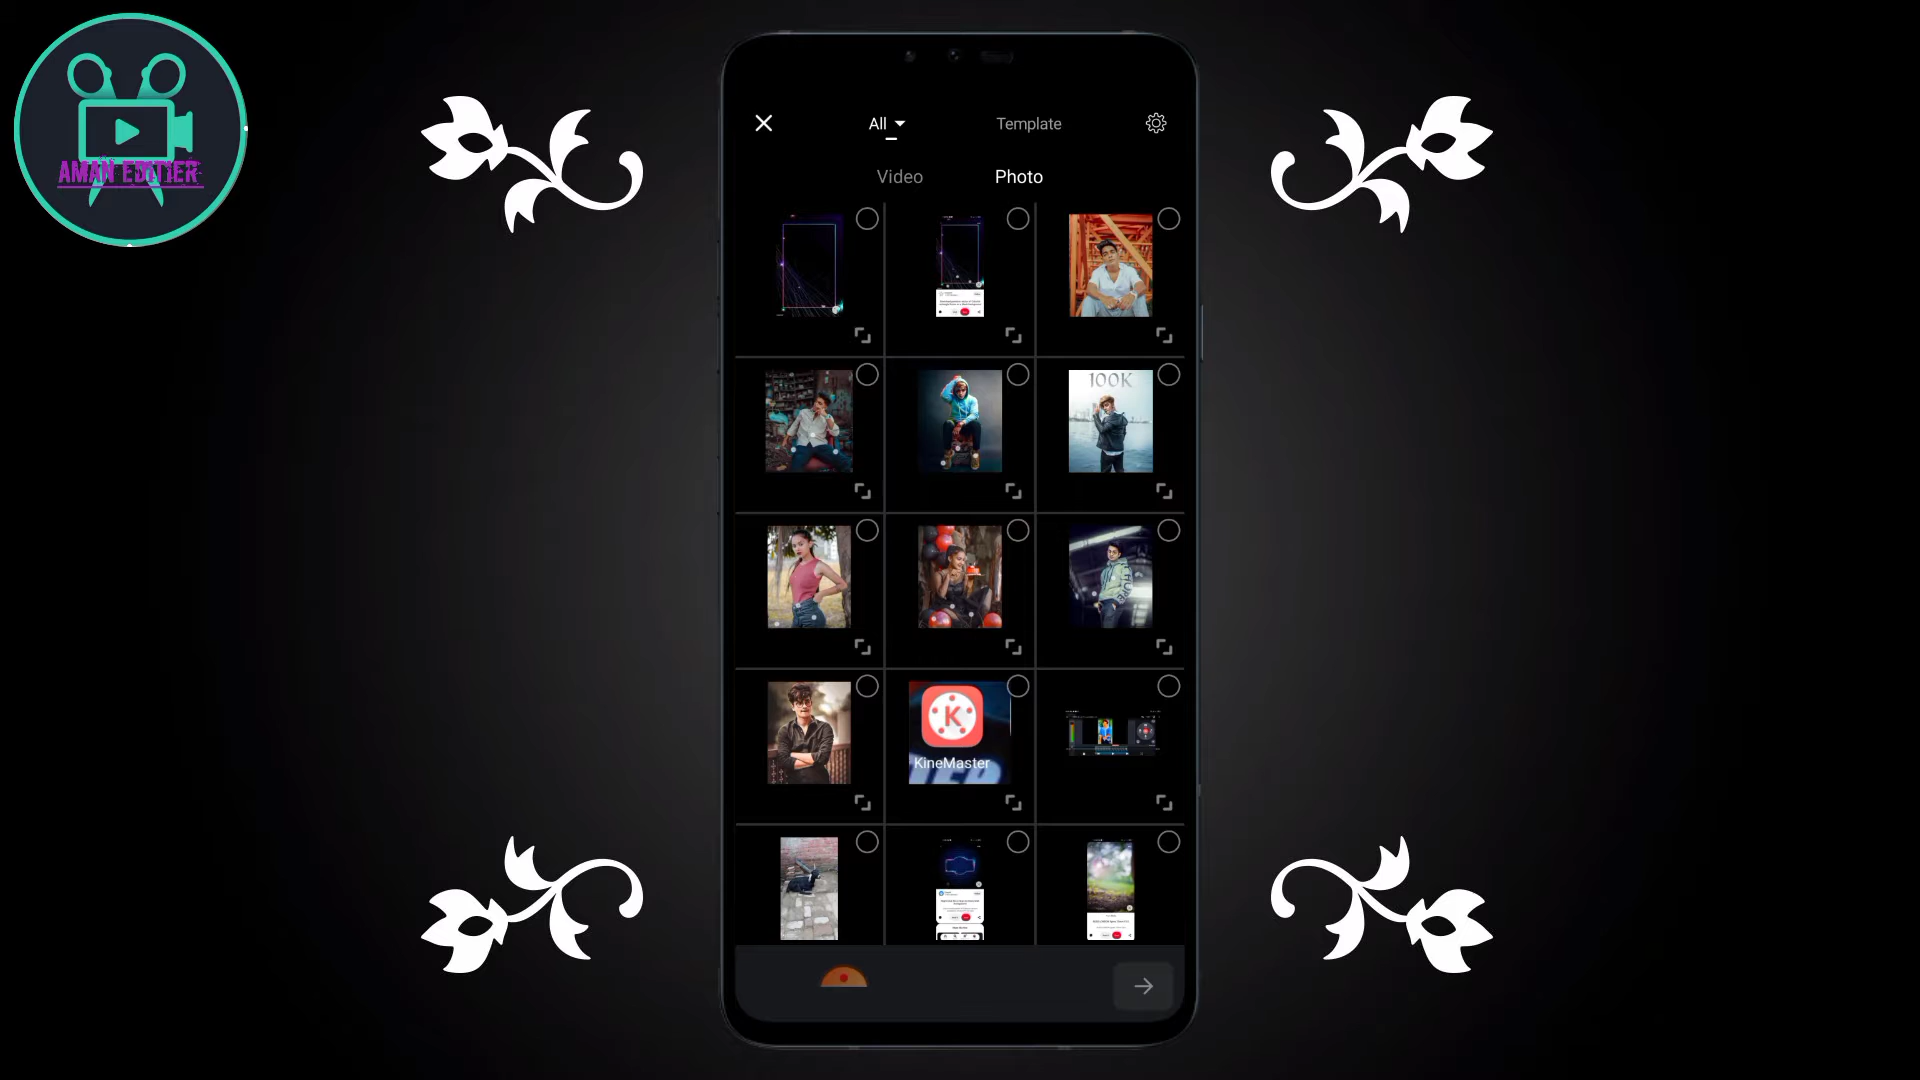 AMAN EDITIER
All
Template
Video
Photo
100K
K
KineMaster